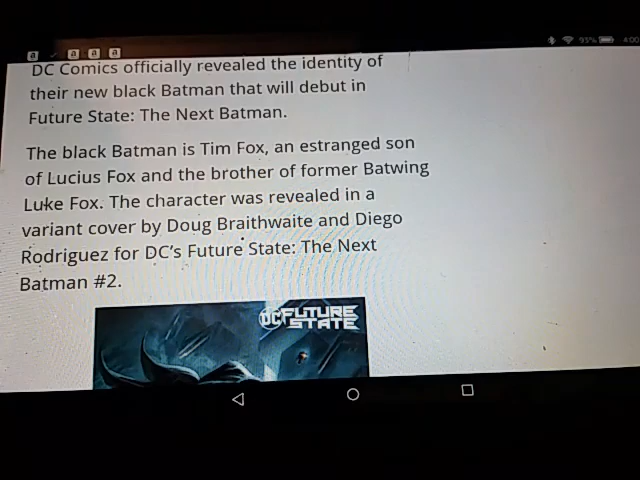 a a a a
95% 4:00
DC Comics officially revealed the identity of
their new black Batman that will debut in
Future State: The Next Batman.
The black Batman is Tim Fox, an estranged son
of Lucius Fox and the brother of former Batwing
Luke Fox. The character was revealed in a
variant cover by Doug Braithwaite and Diego
Rodriguez for DC’s Future State: The Next
Batman #2.
DC FUTURE
STATE